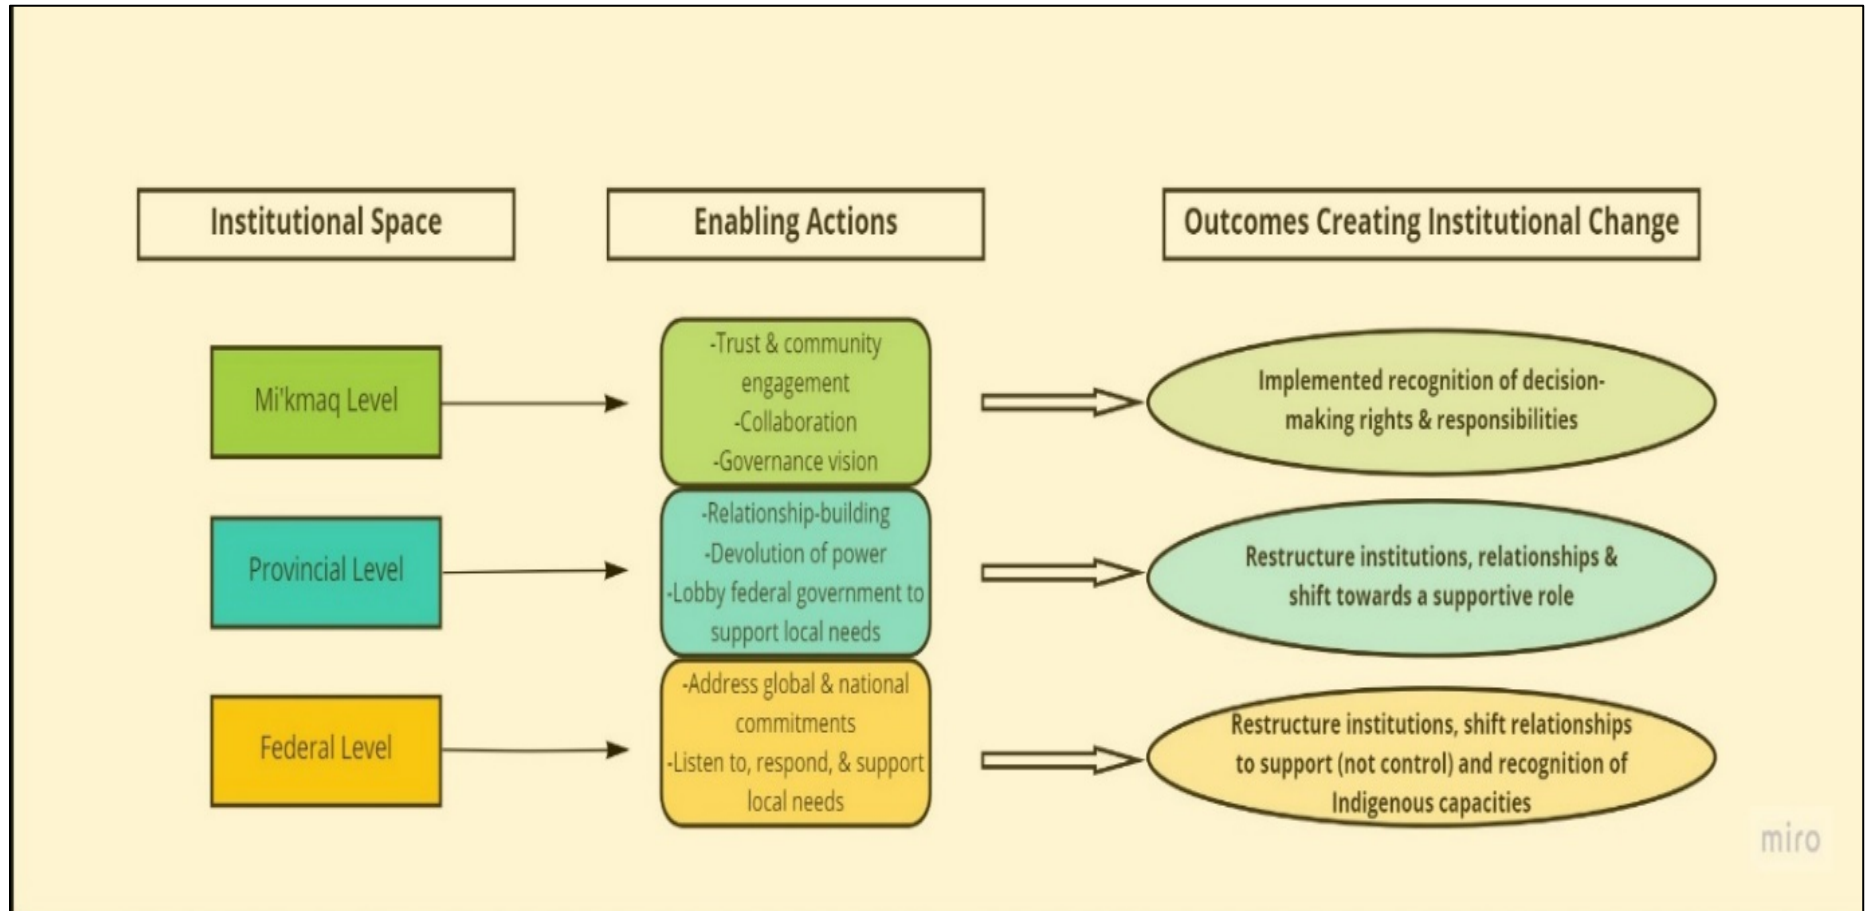 Institutional Space
Enabling Actions
Outcomes Creating Institutional Change
Mi'kmaq Level
-Trust & community
engagement
-Collaboration
-Governance vision
Implemented recognition of decision-
making rights & responsibilities
Provincial Level
-Relationship-building
-Devolution of power
-Lobby federal government to
support local needs
Restructure institutions, relationships &
shift towards a supportive role
Federal Level
-Address global & national
commitments
-Listen to, respond, & support
local needs
Restructure institutions, shift relationships
to support (not control) and recognition of
Indigenous capacities
miro